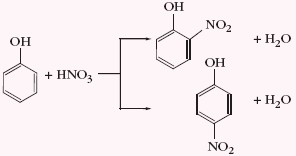 OH
NO₂
+ H₂O
OH
+ HNO₃
OH
+ H₂O
NO₂